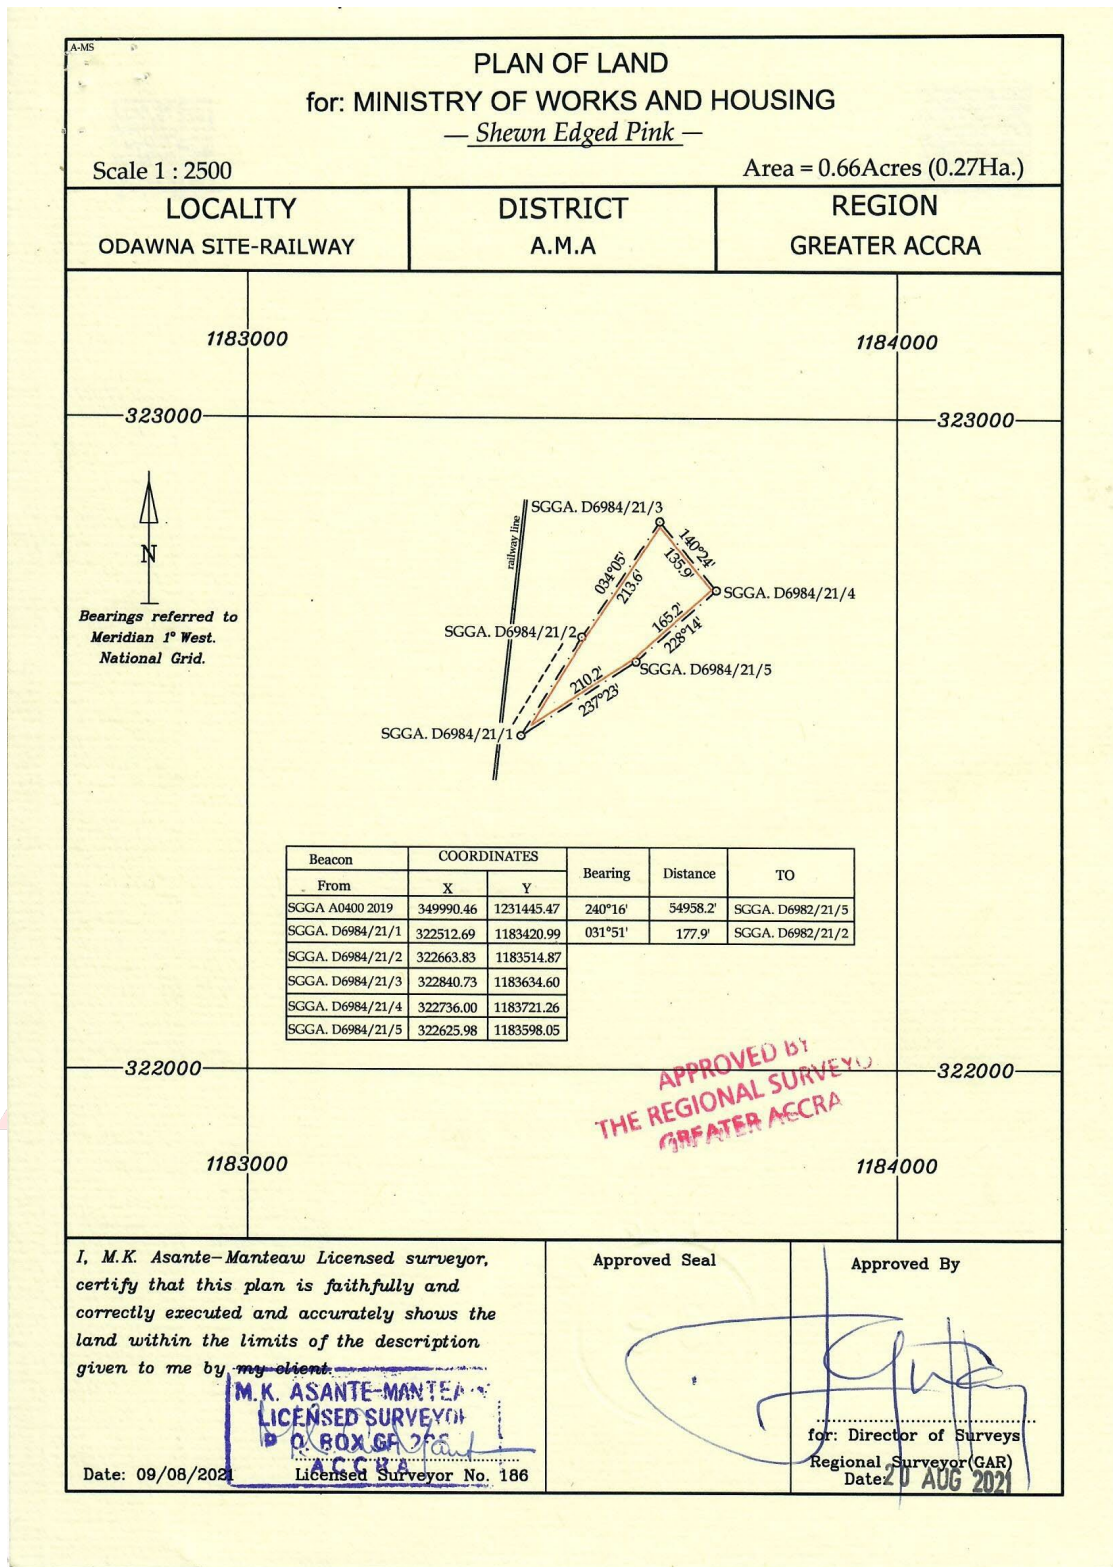 A-MS
PLAN OF LAND
for: MINISTRY OF WORKS AND HOUSING
— Shewn Edged Pink —
Scale 1 : 2500
Area = 0.66Acres (0.27Ha.)
LOCALITY
ODAWNA SITE-RAILWAY
DISTRICT
A.M.A
REGION
GREATER ACCRA
1183000
1184000
323000
323000
N
Bearings referred to
Meridian 1° West.
National Grid.
railway line
SGGA. D6984/21/3
034°05'
213.6'
140°24'
135.9'
SGGA. D6984/21/4
SGGA. D6984/21/2
165.2'
228°14'
SGGA. D6984/21/5
210.2'
237°23'
SGGA. D6984/21/1
Beacon From COORDINATES X Y Bearing Distance TO
SGGA A0400 2019 349990.46 1231445.47 240°16' 54958.2' SGGA. D6982/21/5
SGGA. D6984/21/1 322512.69 1183420.99 031°51' 177.9' SGGA. D6982/21/2
SGGA. D6984/21/2 322663.83 1183514.87
SGGA. D6984/21/3 322840.73 1183634.60
SGGA. D6984/21/4 322736.00 1183721.26
SGGA. D6984/21/5 322625.98 1183598.05
322000
322000
APPROVED BY
THE REGIONAL SURVEYO
GREATER ACCRA
1183000
1184000
I, M.K. Asante-Manteaw Licensed surveyor,
certify that this plan is faithfully and
correctly executed and accurately shows the
land within the limits of the description
given to me by my client.
M.K. ASANTE-MANTEA
LICENSED SURVEYOR
P. O. BOX GP
ACCRA
Date: 09/08/2021
Licensed Surveyor No. 186
Approved Seal
Approved By
for: Director of Surveys
Regional Surveyor(GAR)
Date: 20 AUG 2021